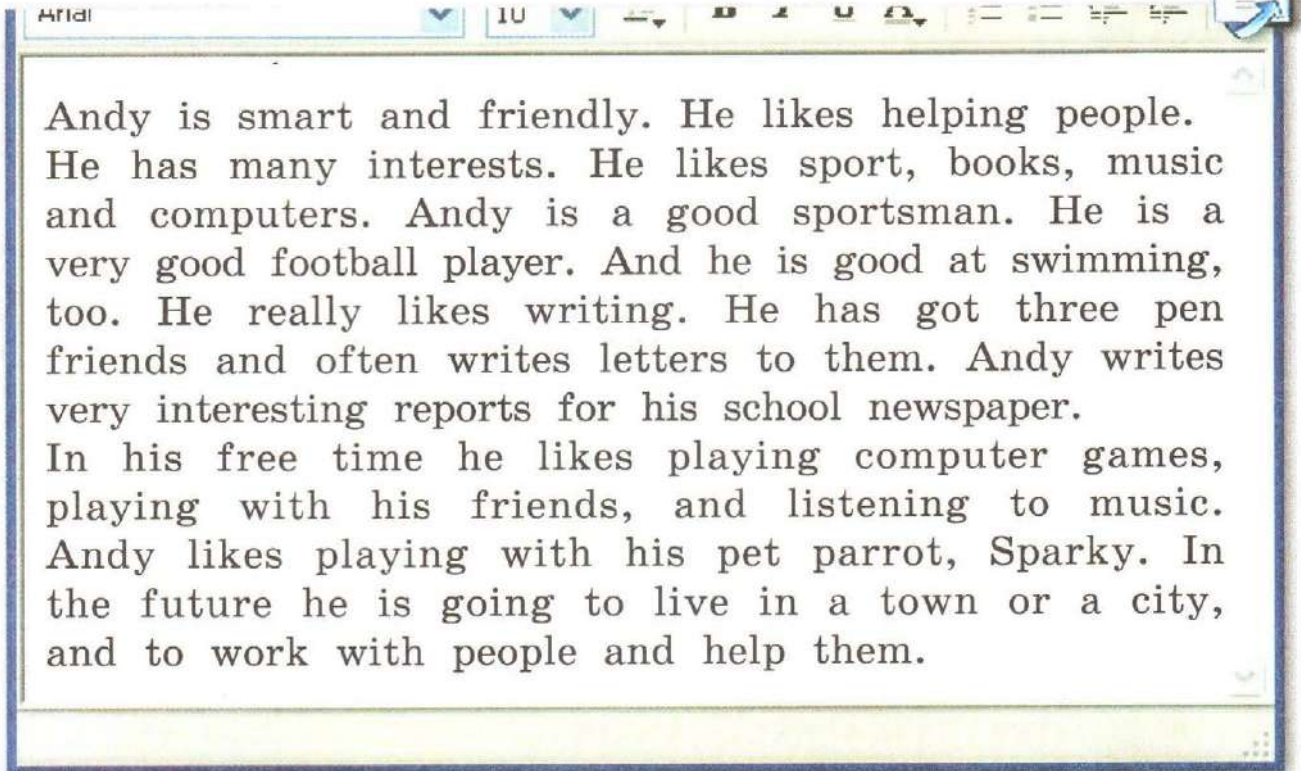 Arial 10 B I U
Andy is smart and friendly. He likes helping people.
He has many interests. He likes sport, books, music
and computers. Andy is a good sportsman. He is a
very good football player. And he is good at swimming,
too. He really likes writing. He has got three pen
friends and often writes letters to them. Andy writes
very interesting reports for his school newspaper.
In his free time he likes playing computer games,
playing with his friends, and listening to music.
Andy likes playing with his pet parrot, Sparky. In
the future he is going to live in a town or a city,
and to work with people and help them.